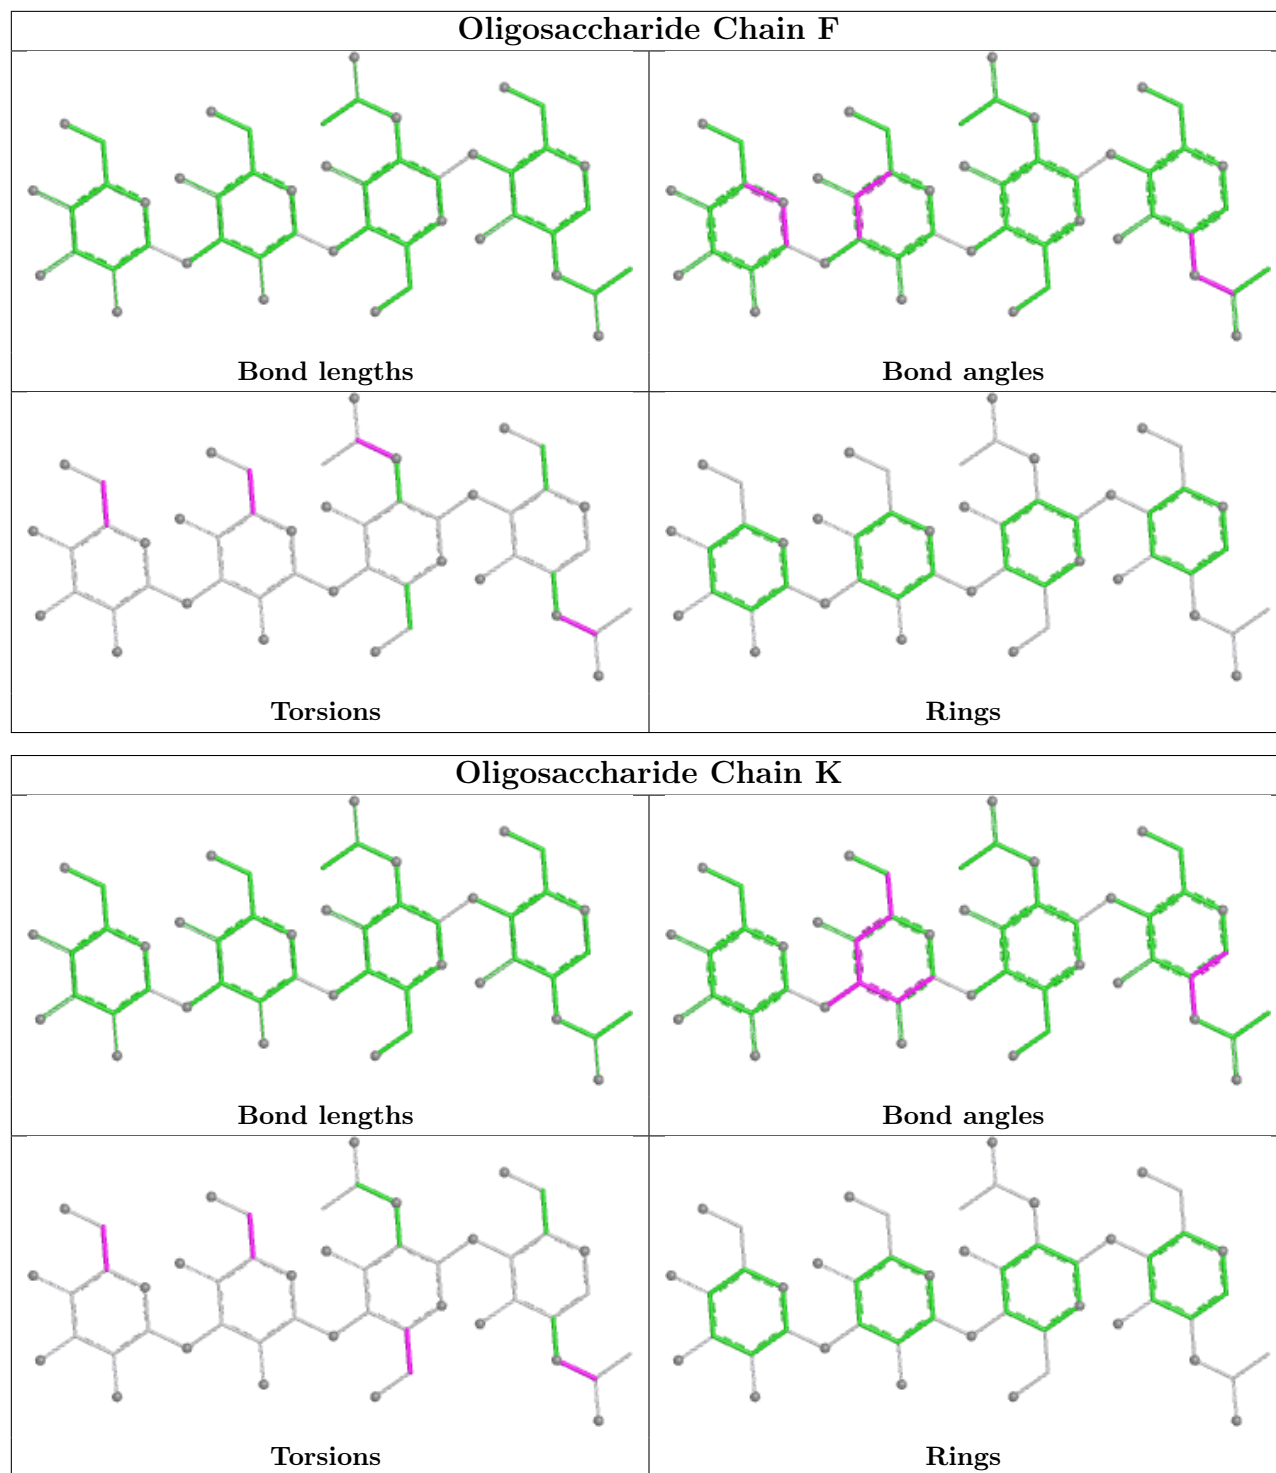 Oligosaccharide Chain F
Bond lengths
Bond angles
Torsions
Rings
Oligosaccharide Chain K
Bond lengths
Bond angles
Torsions
Rings